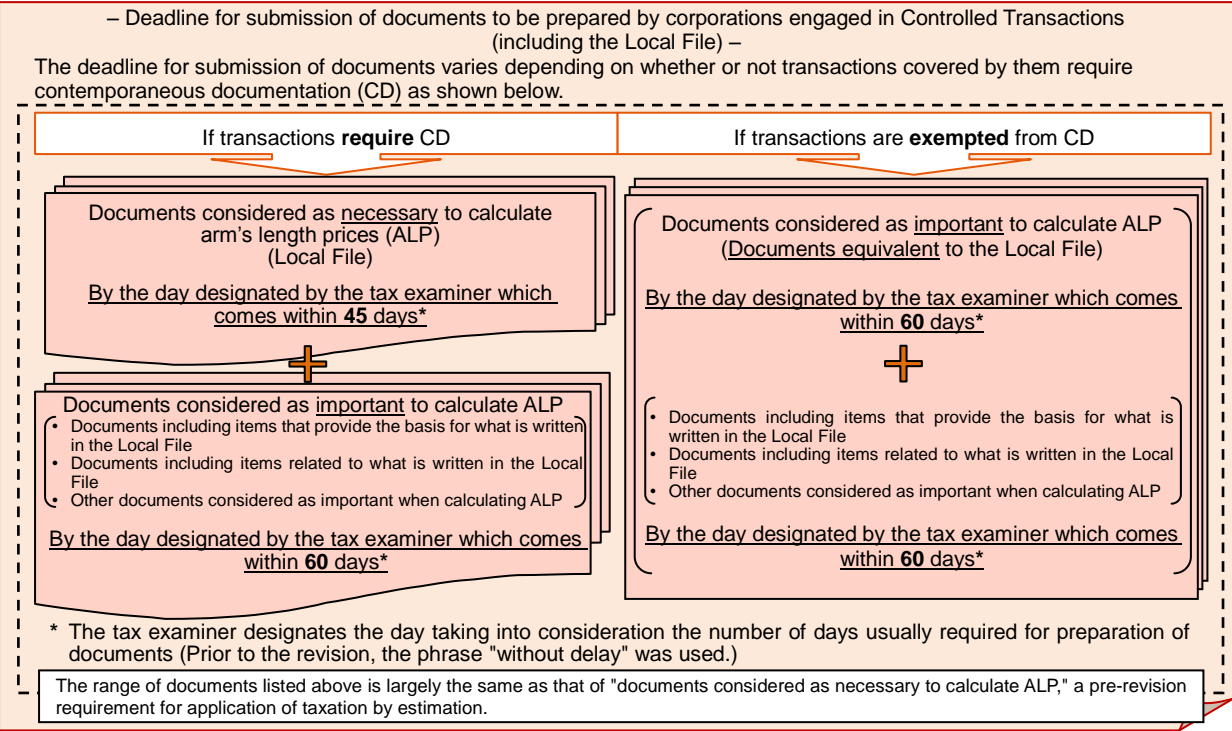 – Deadline for submission of documents to be prepared by corporations engaged in Controlled Transactions
(including the Local File) –
The deadline for submission of documents varies depending on whether or not transactions covered by them require
contemporaneous documentation (CD) as shown below.
If transactions require CD
Documents considered as necessary to calculate
arm's length prices (ALP)
(Local File)
By the day designated by the tax examiner which
comes within 45 days*
Documents considered as important to calculate ALP
• Documents including items that provide the basis for what is written
in the Local File
• Documents including items related to what is written in the Local
File
• Other documents considered as important when calculating ALP
By the day designated by the tax examiner which comes
within 60 days*
If transactions are exempted from CD
Documents considered as important to calculate ALP
(Documents equivalent to the Local File)
By the day designated by the tax examiner which comes
within 60 days*
• Documents including items that provide the basis for what is
written in the Local File
• Documents including items related to what is written in the Local
File
• Other documents considered as important when calculating ALP
By the day designated by the tax examiner which comes
within 60 days*
* The tax examiner designates the day taking into consideration the number of days usually required for preparation of
documents (Prior to the revision, the phrase "without delay" was used.)
The range of documents listed above is largely the same as that of "documents considered as necessary to calculate ALP," a pre-revision
requirement for application of taxation by estimation.